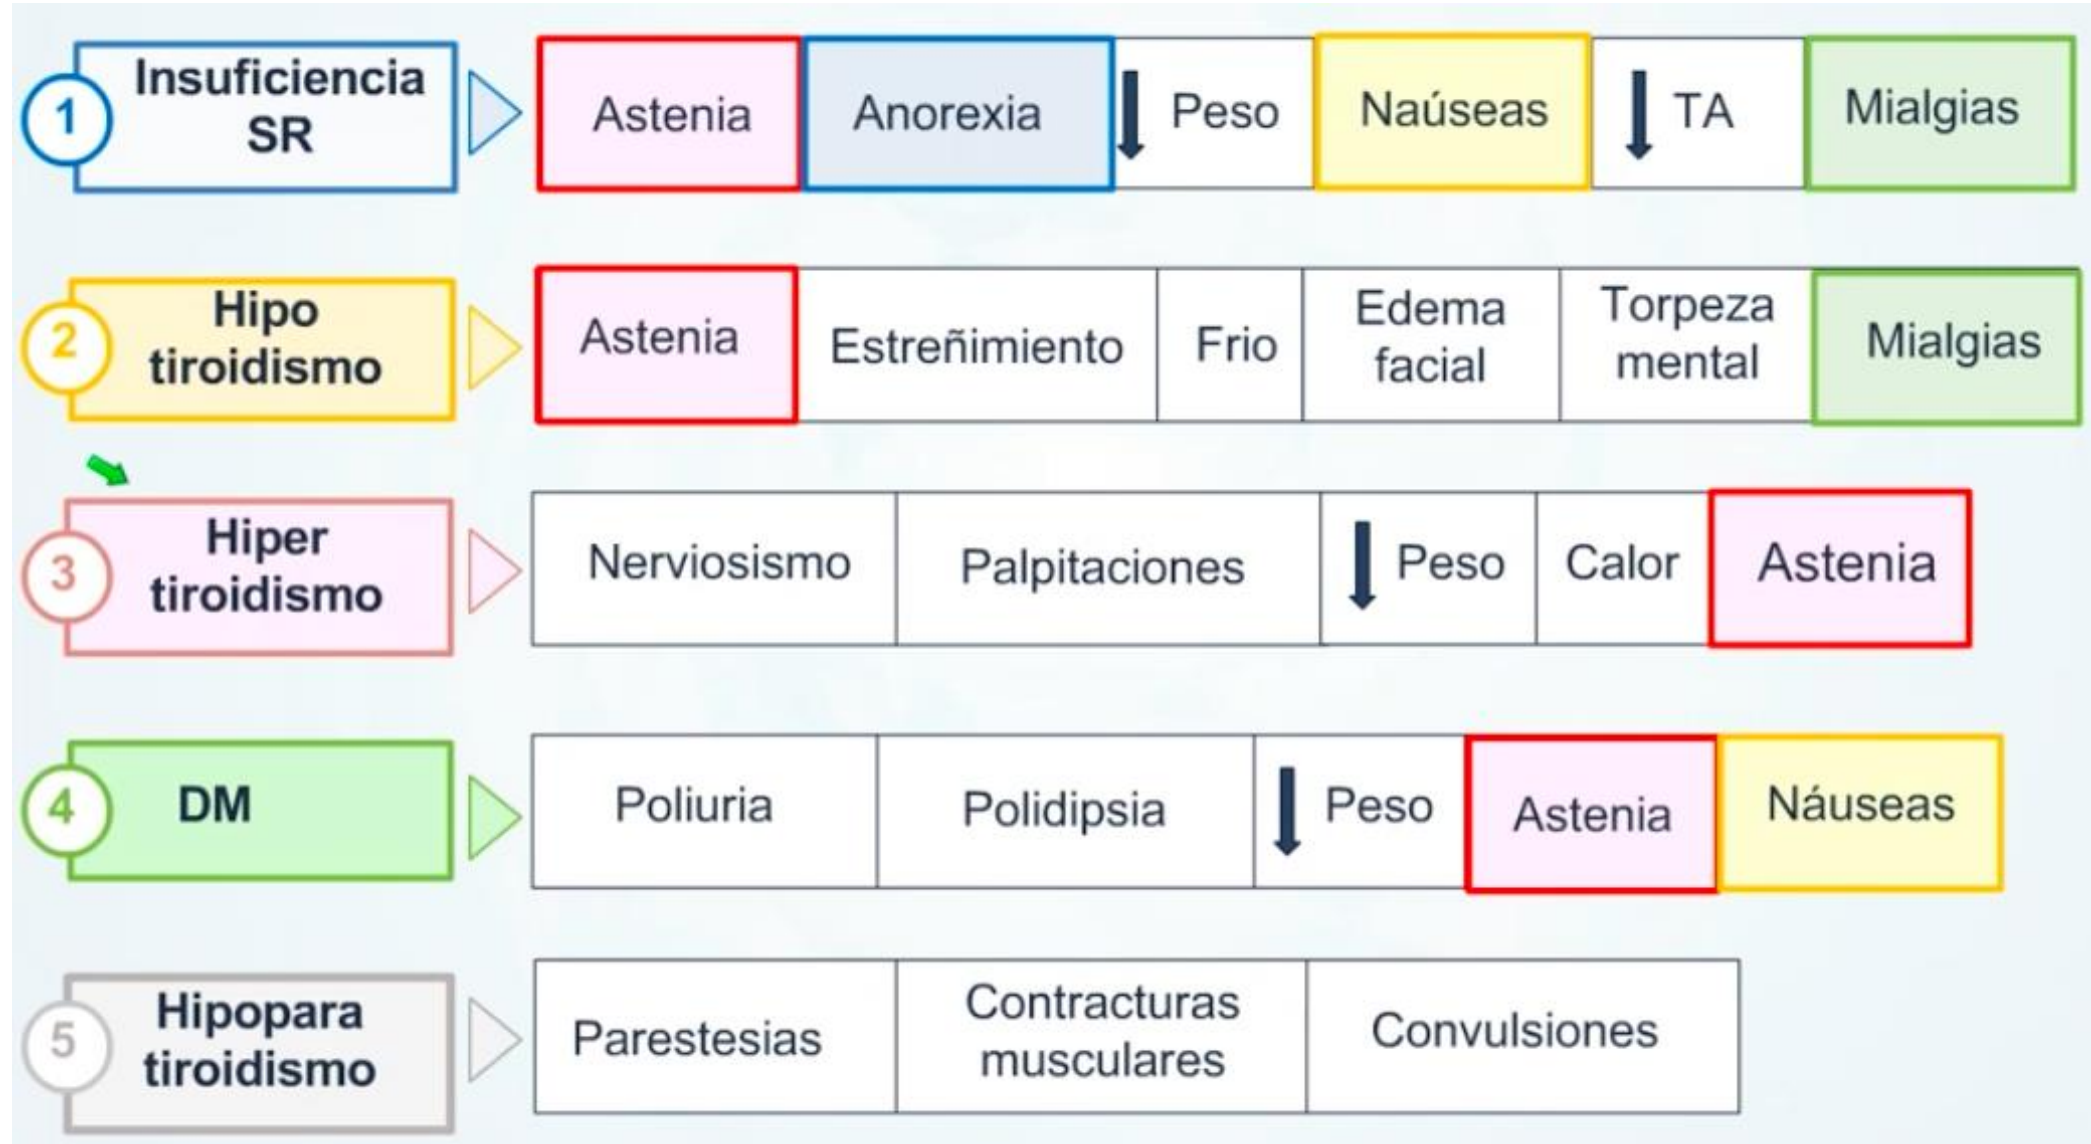 1
Insuficiencia
SR
Astenia
Anorexia
Peso
Naúseas
TA
Mialgias
2
Hipo
tiroidismo
Astenia
Estreñimiento
Frio
Edema
facial
Torpeza
mental
Mialgias
3
Hiper
tiroidismo
Nerviosismo
Palpitaciones
Peso
Calor
Astenia
4
DM
Poliuria
Polidipsia
Peso
Astenia
Náuseas
5
Hipopara
tiroidismo
Parestesias
Contracturas
musculares
Convulsiones